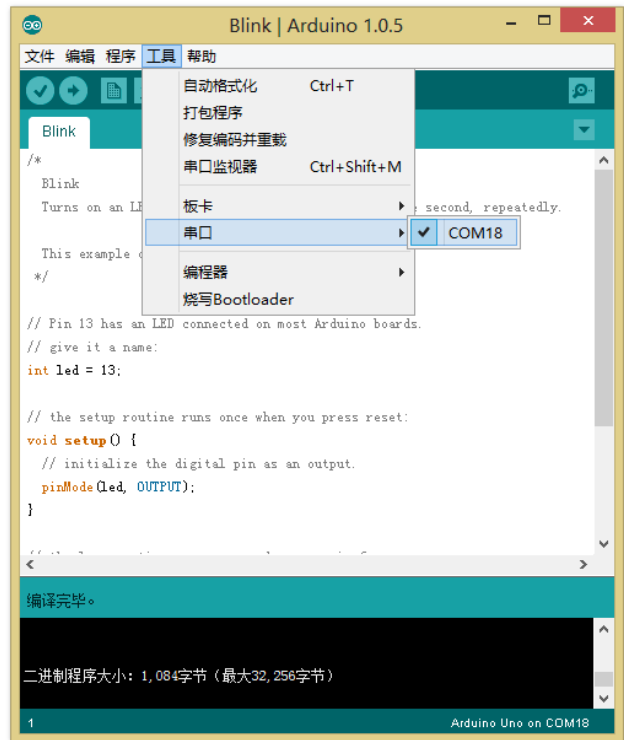 Blink | Arduino 1.0.5
文件 编辑 程序 工具 帮助
自动格式化 Ctrl+T
打包程序
修复编码并重载
串口监视器 Ctrl+Shift+M
板卡
串口
COM18
编程器
烧写Bootloader
Blink
/*
Blink
Turns on an LE
second, repeatedly.
This example
*/
// Pin 13 has an LED connected on most Arduino boards.
// give it a name:
int led = 13;
// the setup routine runs once when you press reset:
void setup() {
// initialize the digital pin as an output.
pinMode(led, OUTPUT);
}
编译完毕。
二进制程序大小: 1,084字节（最大32,256字节）
1
Arduino Uno on COM18